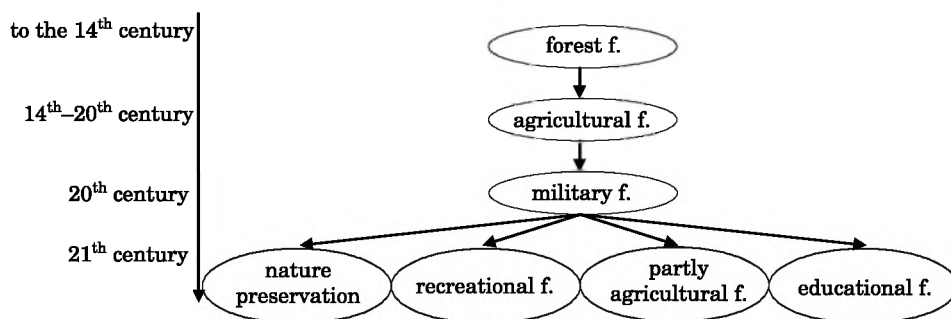 to the 14th century
forest f.
14th–20th century
agricultural f.
20th century
military f.
21th century
nature
preservation
recreational f.
partly
agricultural f.
educational f.